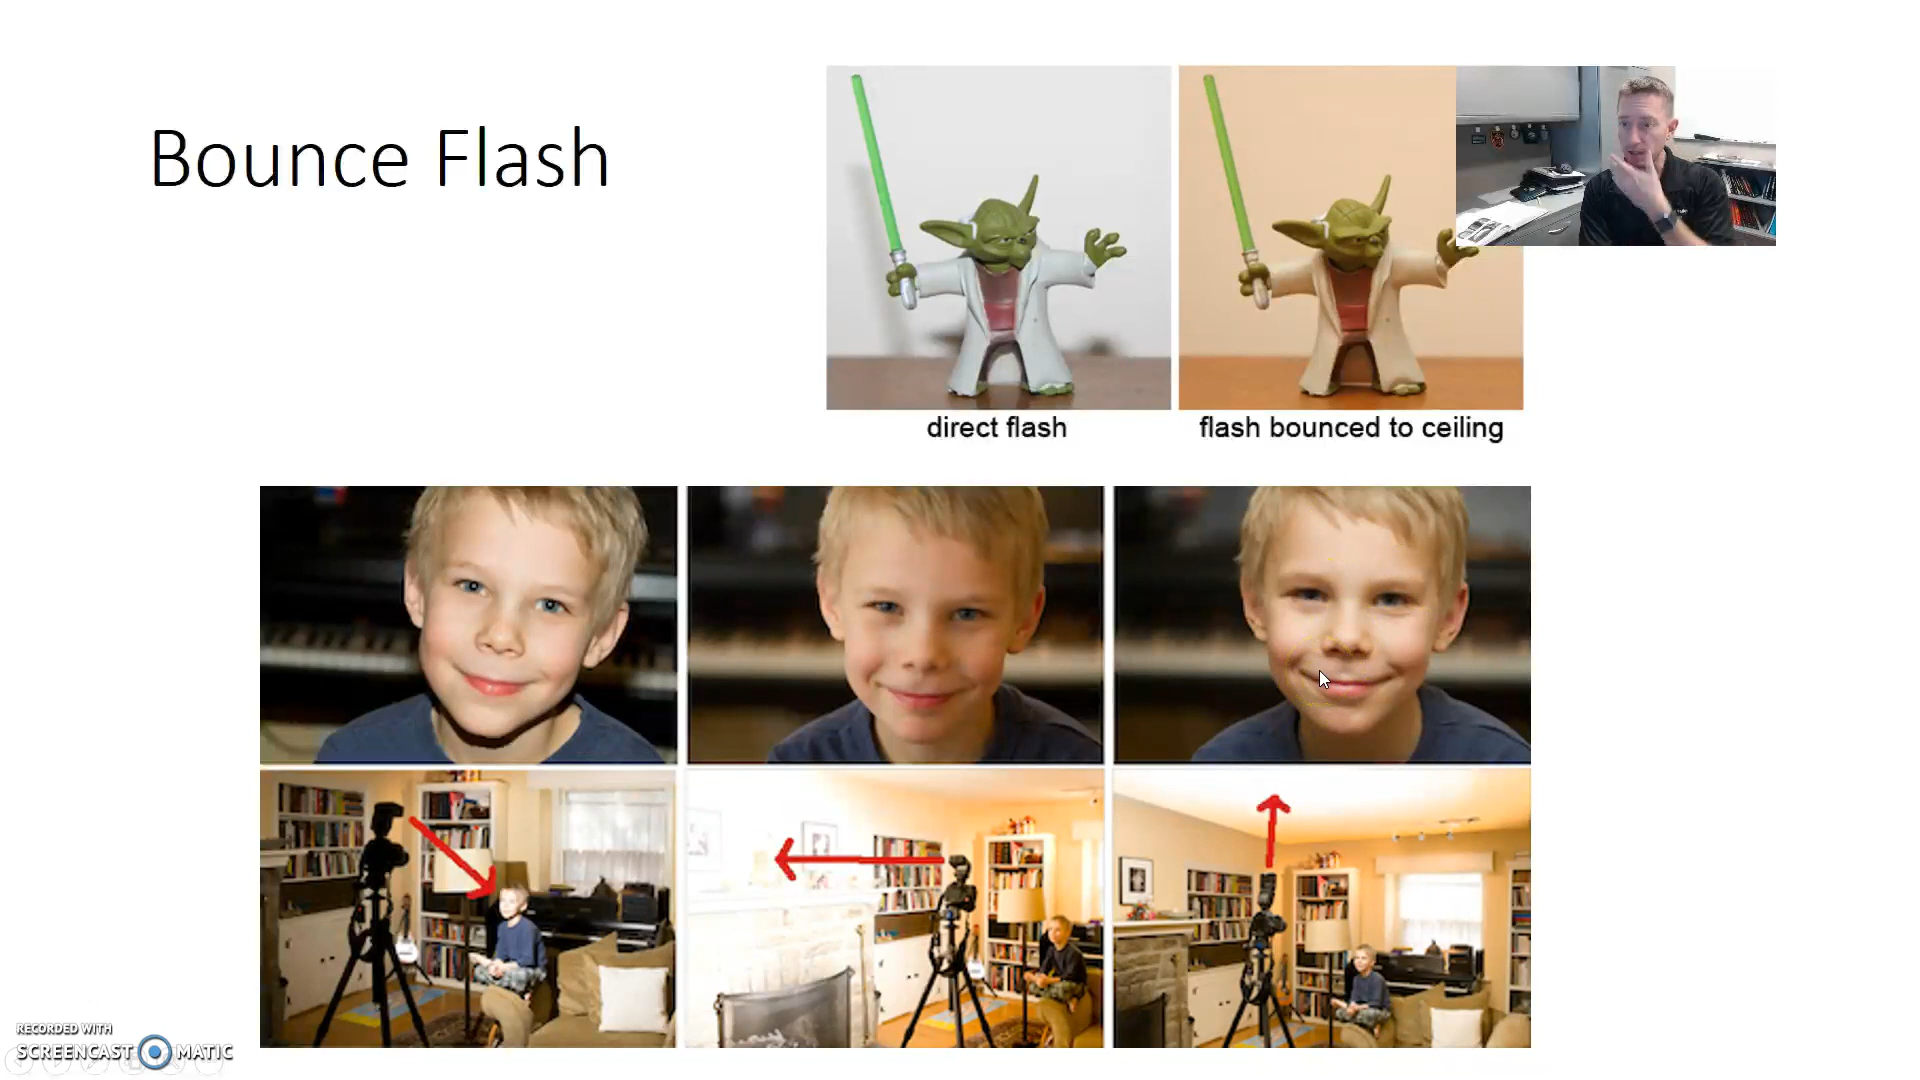 Bounce Flash
direct flash
flash bounced to ceiling
RECORDED WITH
SCREENCAST MATIC